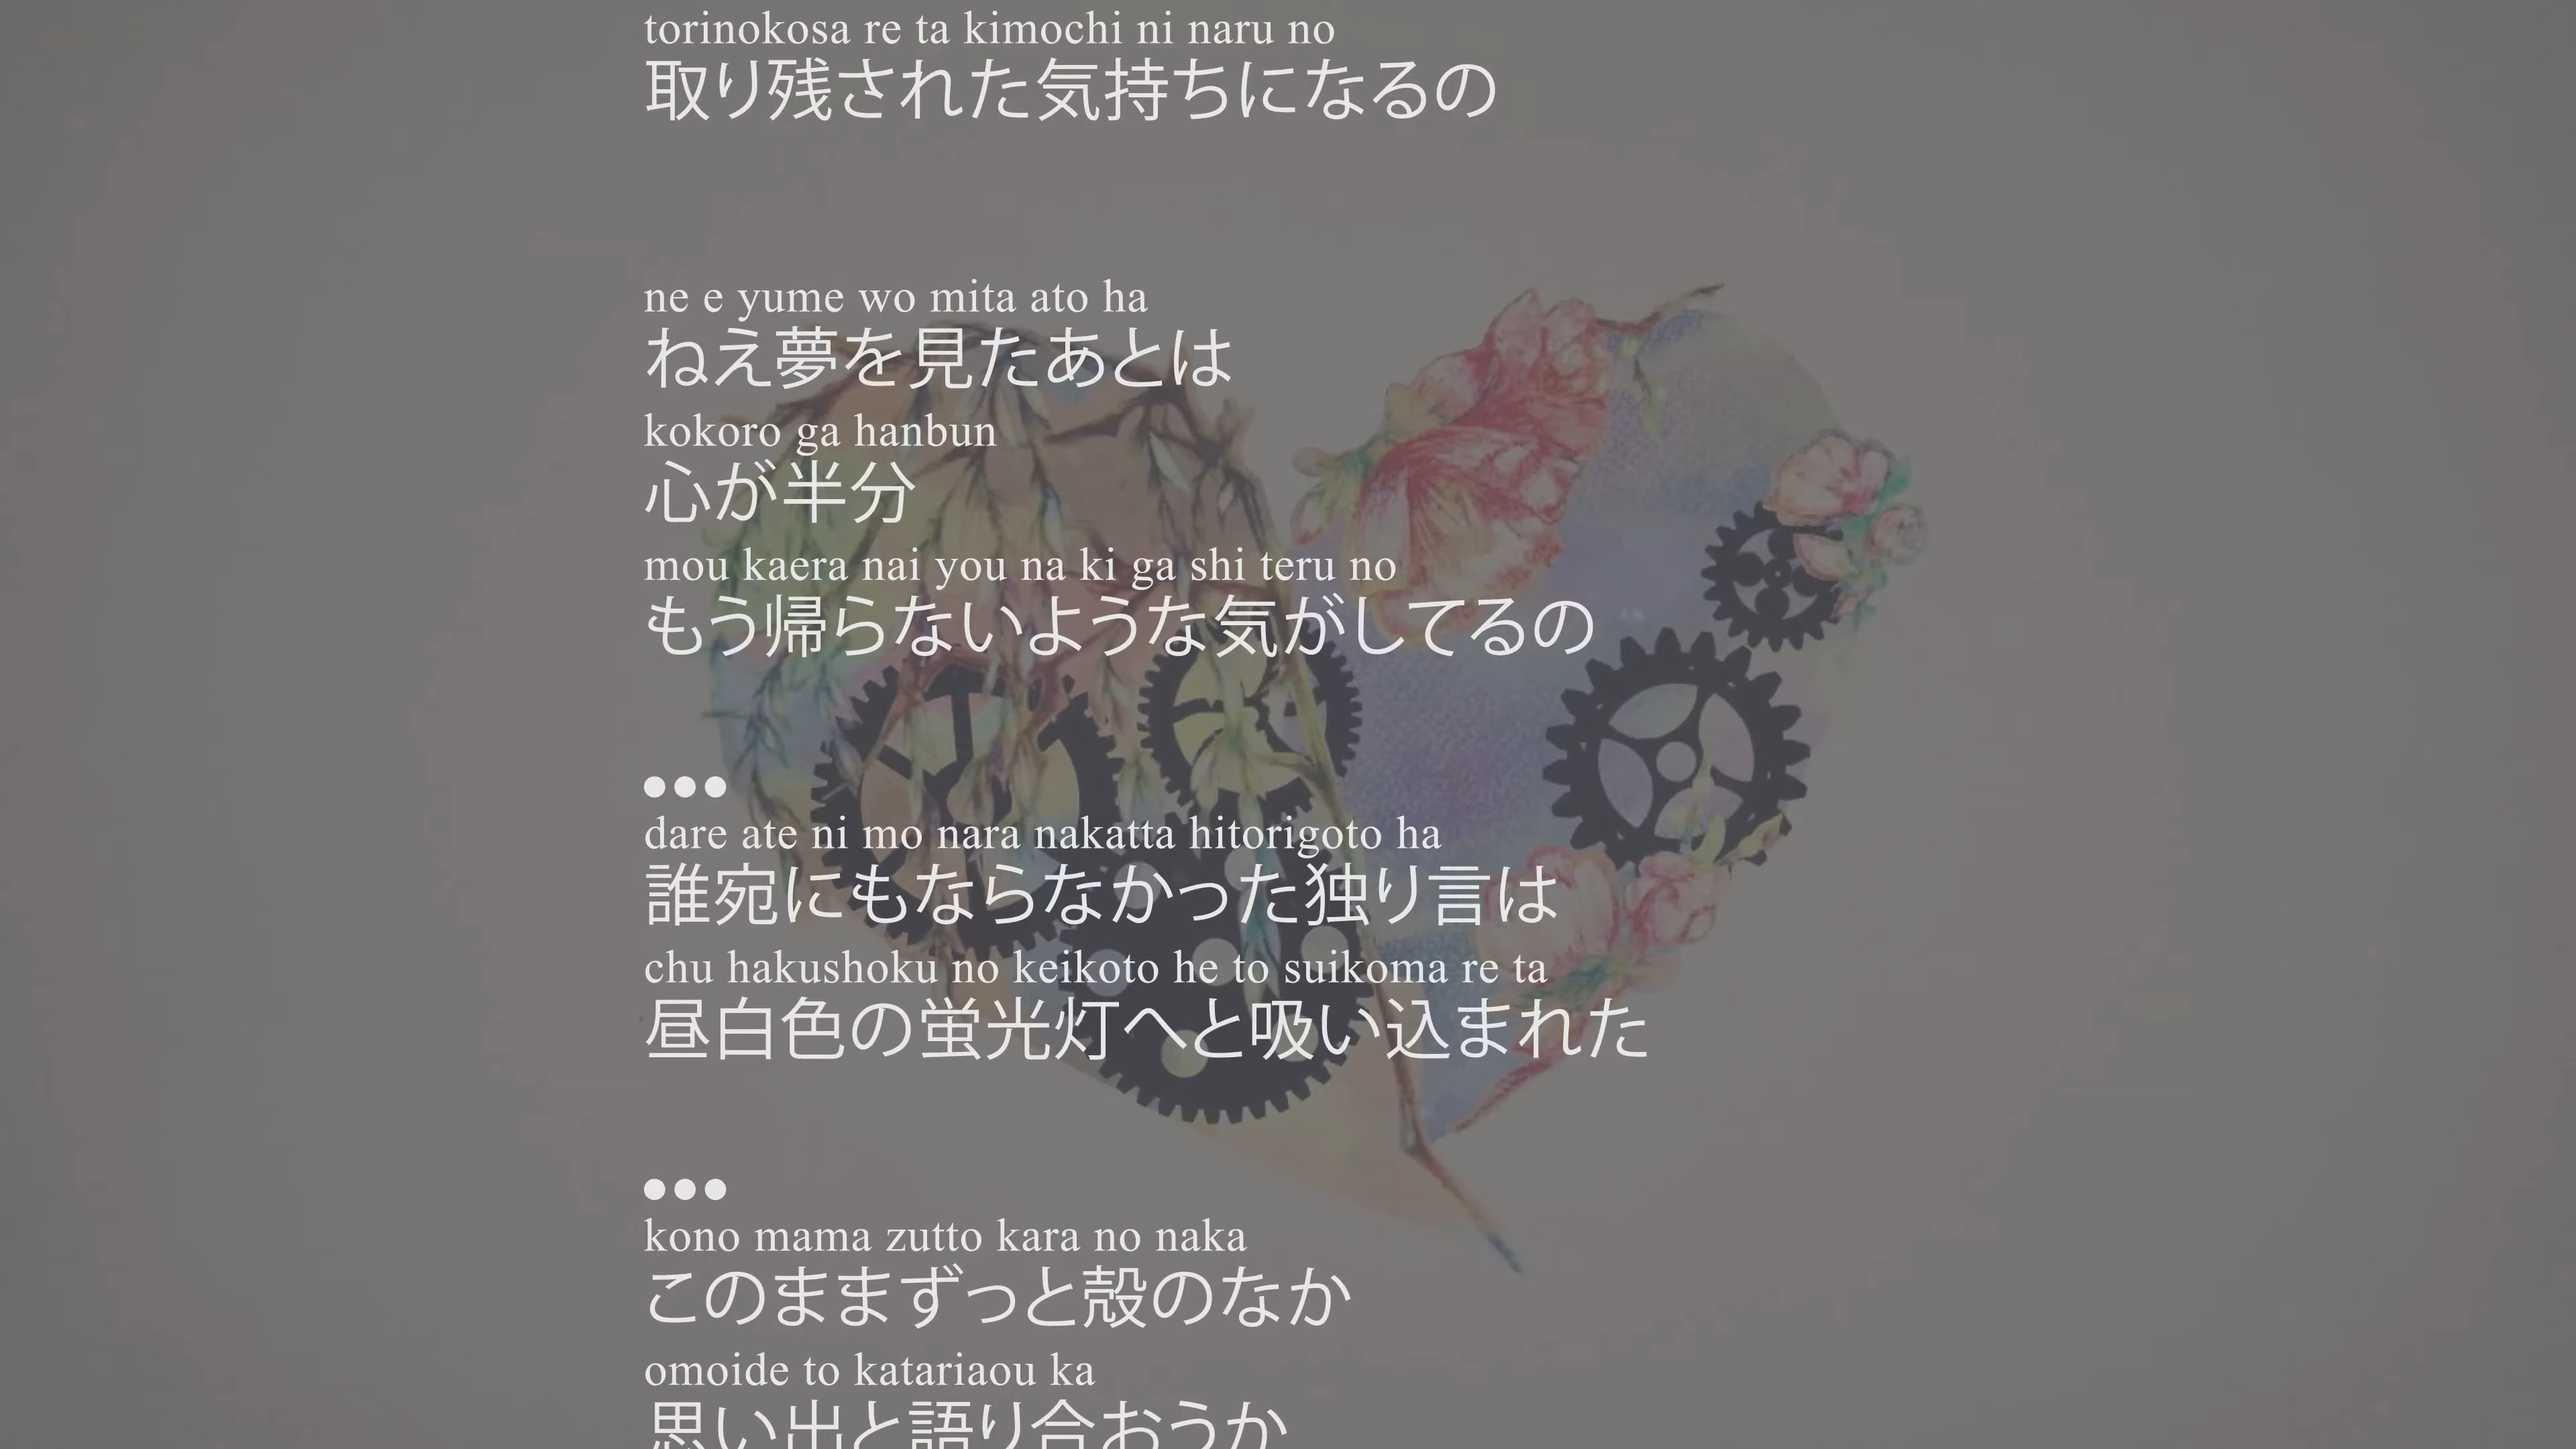 torinokosa re ta kimochi ni naru no
取り残された気持ちになるの
ne e yume wo mita ato ha
ねえ夢を見たあとは
kokoro ga hanbun
心が半分
mou kaera nai you na ki ga shi teru no
もう帰らないような気がしてるの
●●●
dare ate ni mo nara nakatta hitorigoto ha
誰宛にもならなかった独り言は
chu hakushoku no keikoto he to suikoma re ta
昼白色の蛍光灯へと吸い込まれた
●●●
kono mama zutto kara no naka
このままずっと殻のなか
omoide to katariaou ka
思い出と語り合おうか